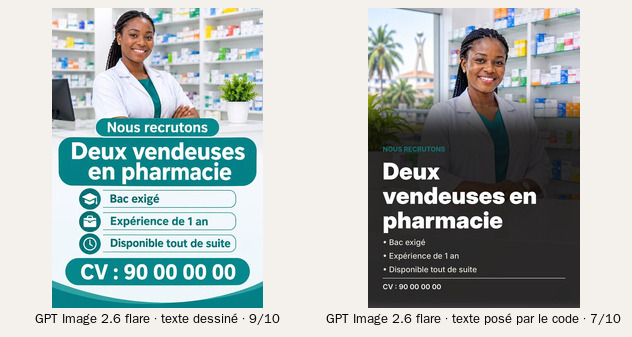 Nous recrutons
Deux vendeuses
en pharmacie
Bac exigé
Expérience de 1 an
Disponible tout de suite
CV : 90 00 00 00
GPT Image 2.6 flare · texte dessiné · 9/10
NOUS RECRUTONS
Deux
vendeuses en
pharmacie
• Bac exigé
• Expérience de 1 an
• Disponible tout de suite
CV : 90 00 00 00
GPT Image 2.6 flare · texte posé par le code · 7/10